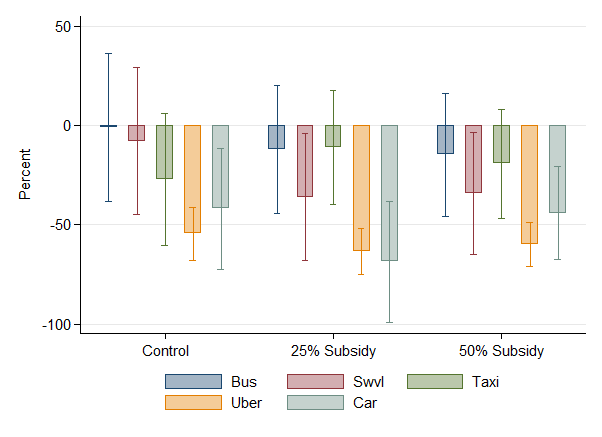 50
0
-50
-100
Percent
Control 25% Subsidy 50% Subsidy
Bus Swvl Taxi
Uber Car